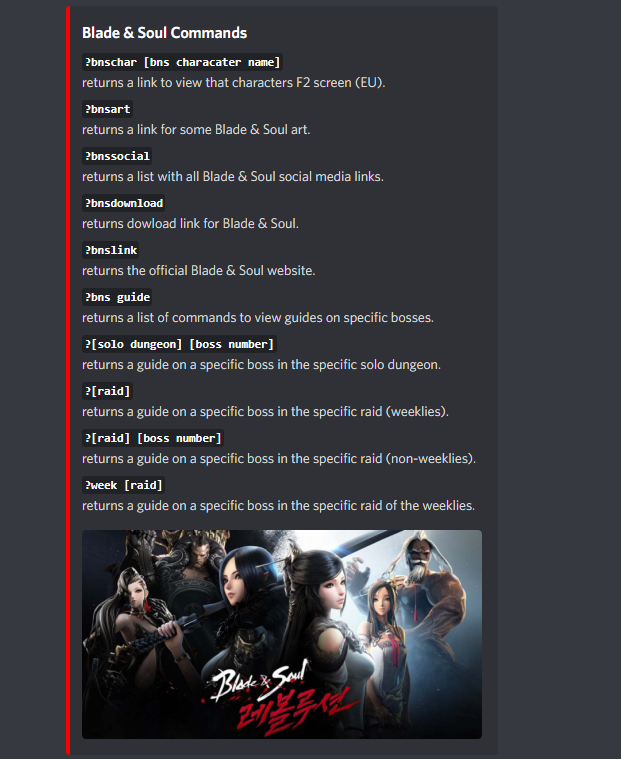 Blade & Soul Commands
?bnschar [bns characater name]
returns a link to view that characters F2 screen (EU).
?bnsart
returns a link for some Blade & Soul art.
?bnssocial
returns a list with all Blade & Soul social media links.
?bnsdownload
returns dowload link for Blade & Soul.
?bnslink
returns the official Blade & Soul website.
?bns guide
returns a list of commands to view guides on specific bosses.
?[solo dungeon] [boss number]
returns a guide on a specific boss in the specific solo dungeon.
?[raid]
returns a guide on a specific boss in the specific raid (weeklies).
?[raid] [boss number]
returns a guide on a specific boss in the specific raid (non-weeklies).
?week [raid]
returns a guide on a specific boss in the specific raid of the weeklies.
Blade & Soul
레볼루션